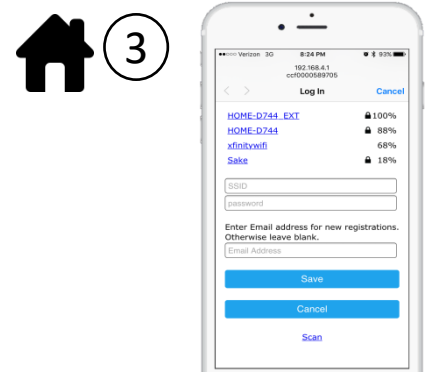 3
Verizon 3G 8:24 PM 93%
192.168.4.1
ccf0000589705
< > Log In Cancel
HOME-D744 EXT 100%
HOME-D744 88%
xfinitywifi 68%
Sake 18%
SSID
password
Enter Email address for new registrations.
Otherwise leave blank.
Email Address
Save
Cancel
Scan